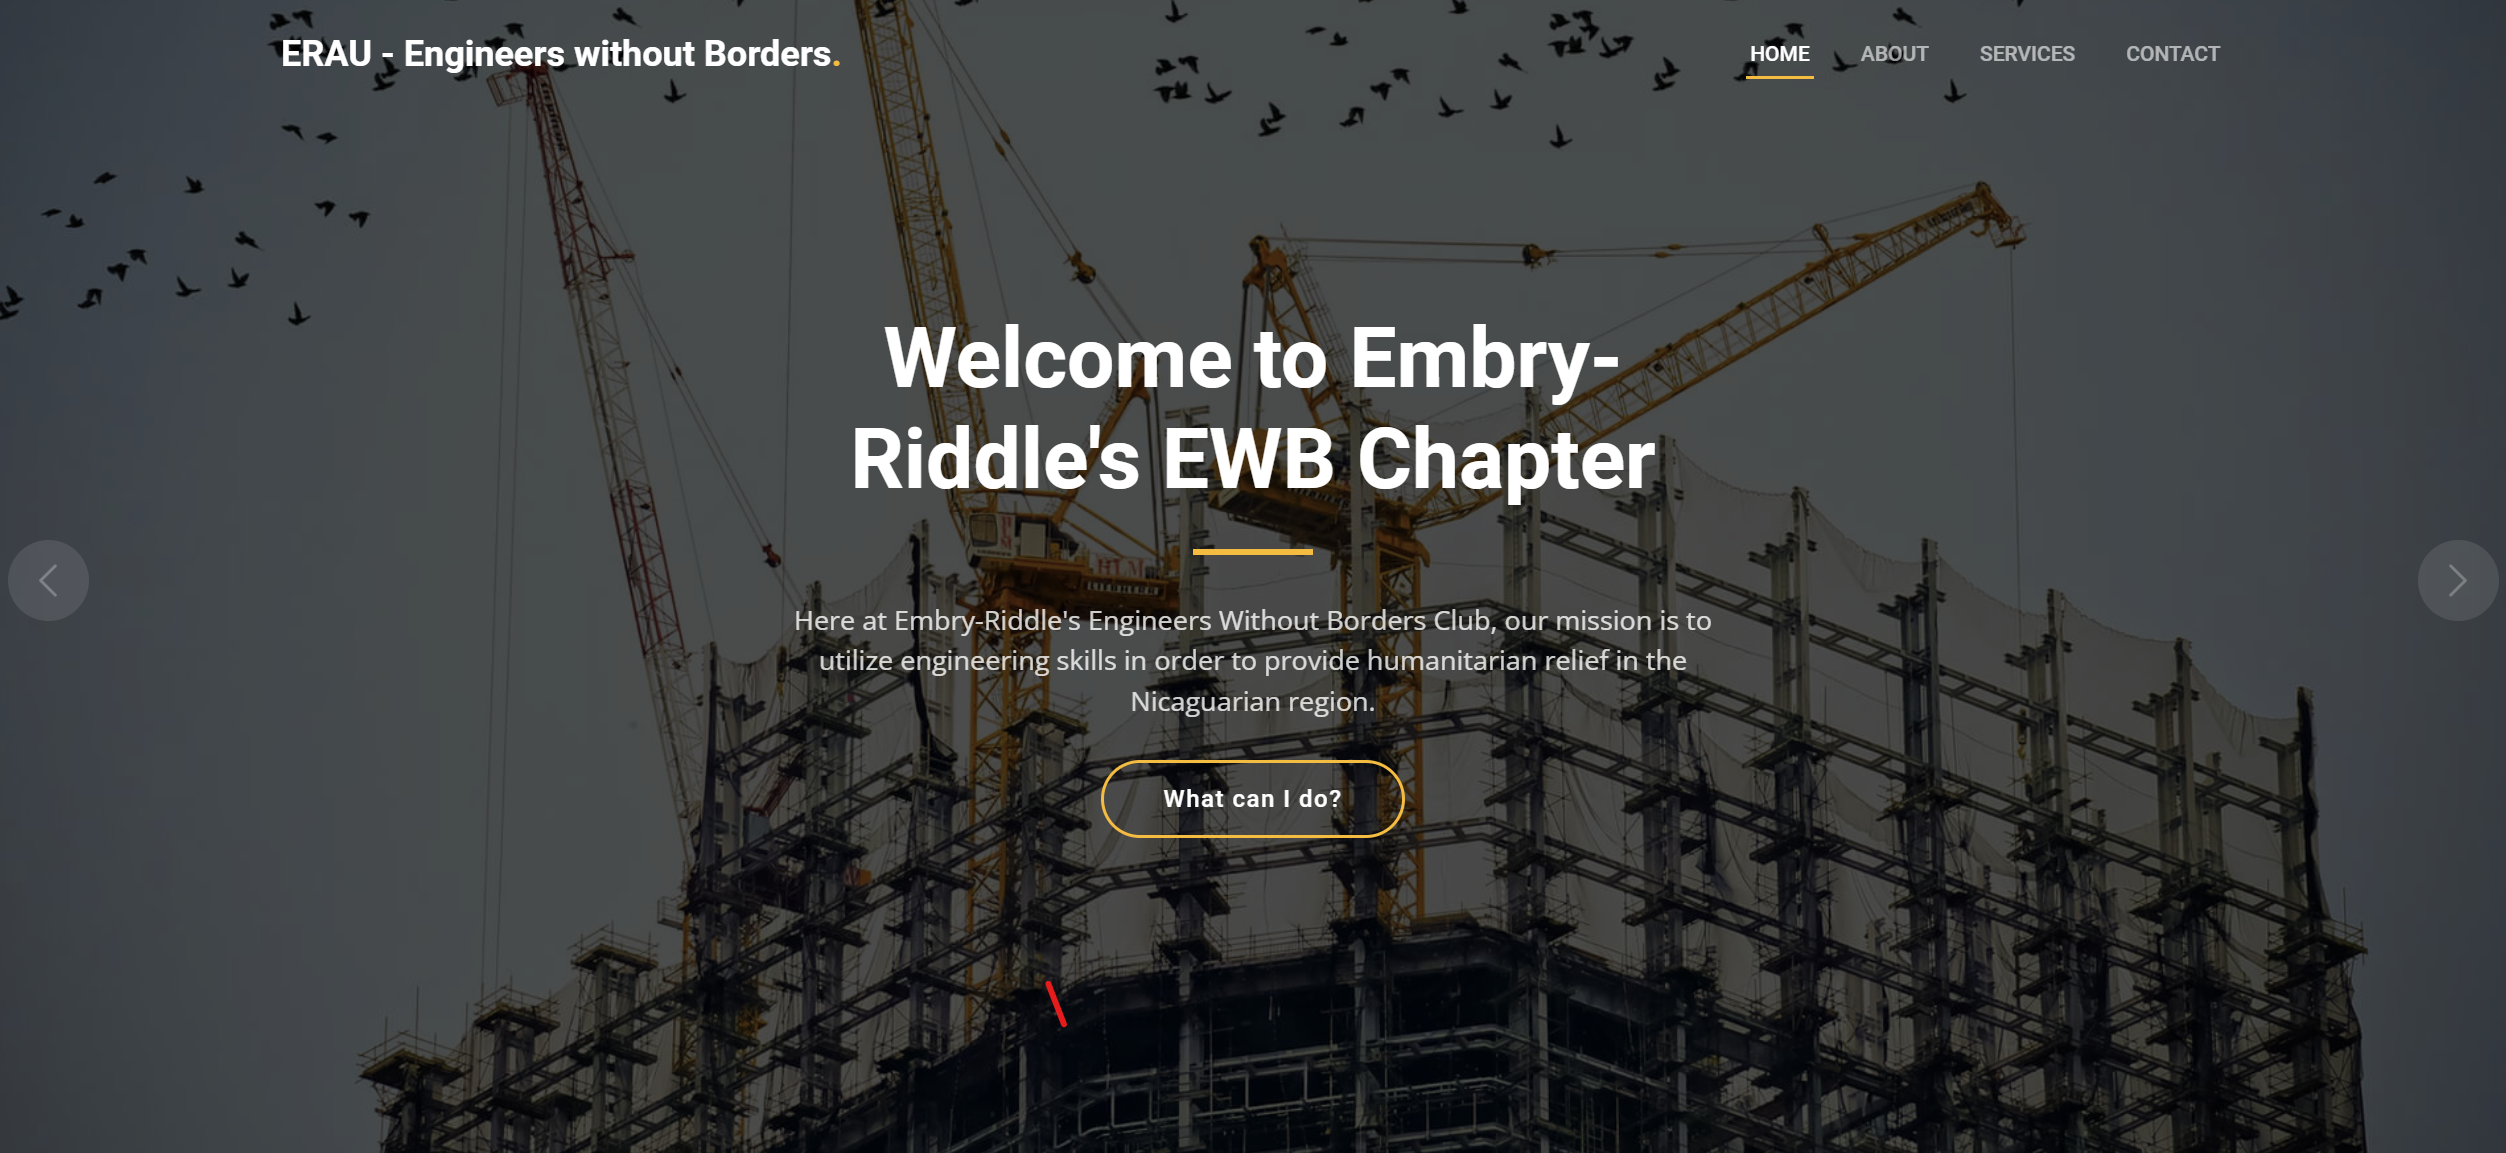 ERAU - Engineers without Borders.
HOME ABOUT SERVICES CONTACT
Welcome to Embry-
Riddle's EWB Chapter
HLM
LIEBHERR
Here at Embry-Riddle's Engineers Without Borders Club, our mission is to
utilize engineering skills in order to provide humanitarian relief in the
Nicaguarian region.
What can I do?